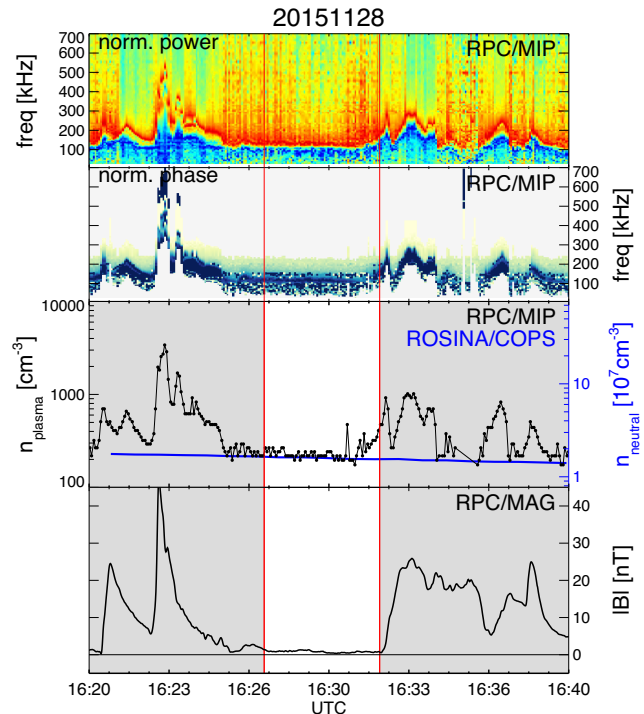 20151128
norm. power
RPC/MIP
freq [kHz]
700
600
500
400
300
200
100
norm. phase
RPC/MIP
700
600
500
400
300
200
100
freq [kHz]
RPC/MIP
ROSINA/COPS
n_plasma [cm⁻³]
10000
1000
100
10
1
n_neutral [10⁷cm⁻³]
RPC/MAG
40
30
20
10
0
|B| [nT]
16:20 16:23 16:26 16:30 16:33 16:36 16:40
UTC